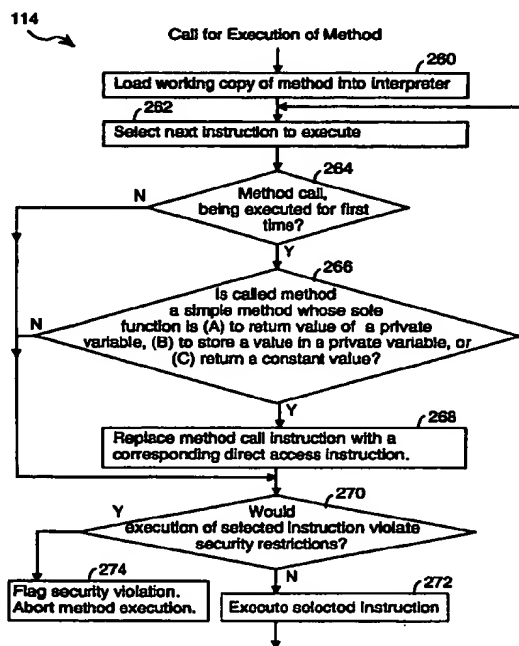 114
Call for Execution of Method
260
Load working copy of method into interpreter
262
Select next instruction to execute
264
N
Method call,
being executed for first
time?
Y
266
N
Is called method
a simple method whose sole
function is (A) to return value of a private
variable, (B) to store a value in a private variable, or
(C) return a constant value?
Y
268
Replace method call instruction with a
corresponding direct access instruction.
270
Y
Would
execution of selected instruction violate
security restrictions?
274
N
272
Flag security violation.
Abort method execution.
Execute selected instruction